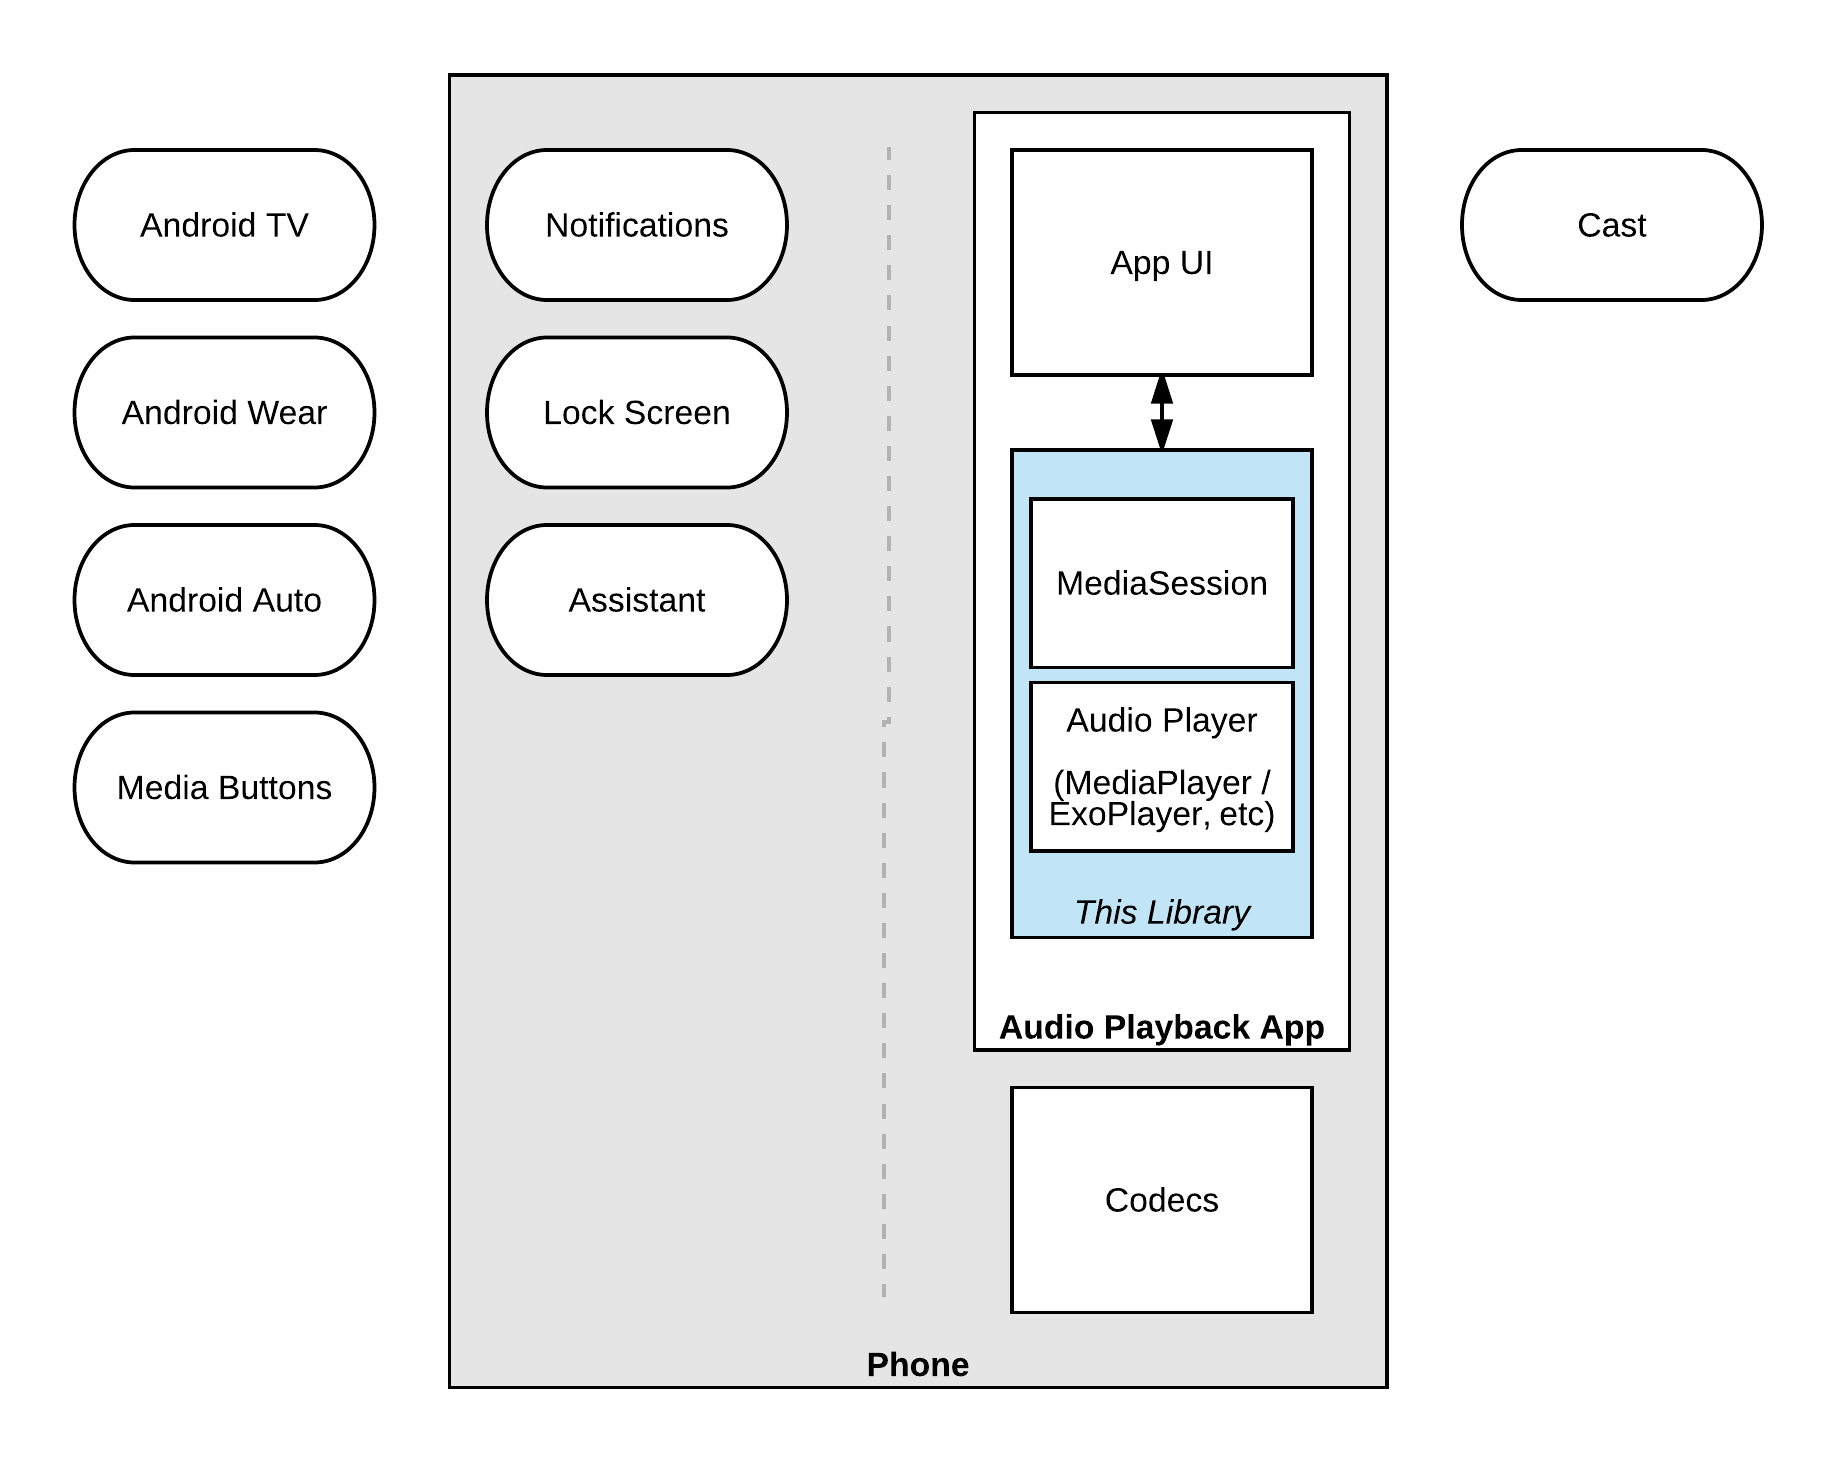 Android TV
Android Wear
Android Auto
Media Buttons
Notifications
Lock Screen
Assistant
App UI
MediaSession
Audio Player
(MediaPlayer /
ExoPlayer, etc)
This Library
Audio Playback App
Codecs
Phone
Cast